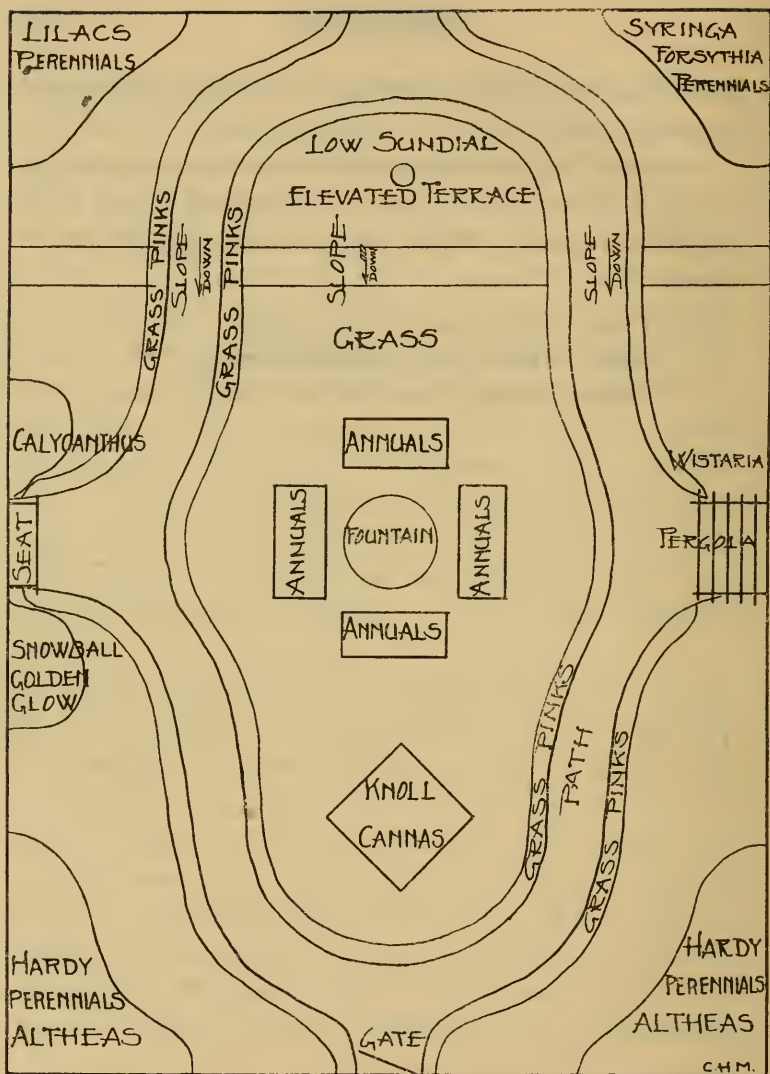 LILACS
PERENNIALS
SYRINGA
FORSYTHIA
PERENNIALS
LOW SUNDIAL
ELEVATED TERRACE
GRASS PINKS
SLOPE
DOWN
GRASS PINKS
SLOPE
DOWN
SLOPE
DOWN
GRASS
CALYCANTHUS
ANNUALS
WISTARIA
SEAT
ANNUALS
FOUNTAIN
ANNUALS
PERGOLA
ANNUALS
SNOWBALL
GOLDEN
GLOW
GRASS PINKS
PATH
GRASS PINKS
KNOLL
CANNAS
HARDY
PERENNIALS
ALTHEAS
HARDY
PERENNIALS
ALTHEAS
GATE
C.H.M.